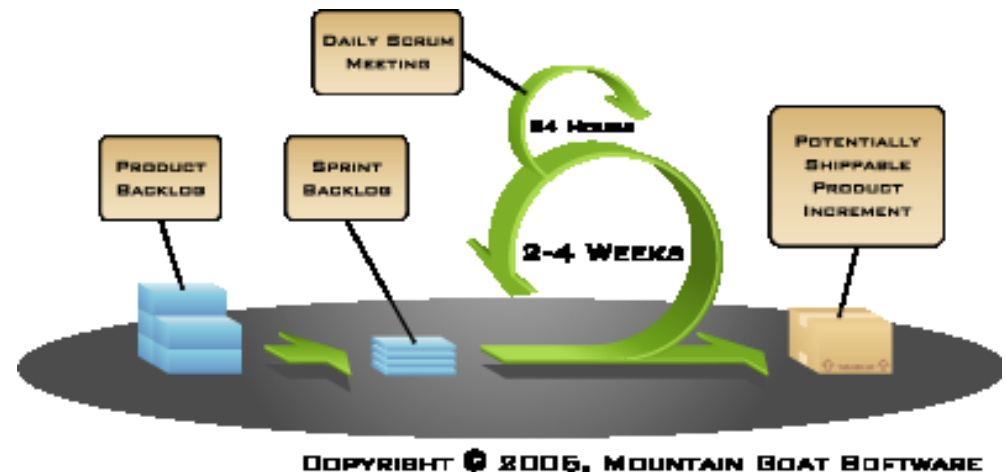 DAILY SCRUM
MEETING
24 HOURS
PRODUCT
BACKLOG
SPRINT
BACKLOG
POTENTIALLY
SHIPPABLE
PRODUCT
INCREMENT
2-4 WEEKS
COPYRIGHT © 2005, MOUNTAIN GOAT SOFTWARE